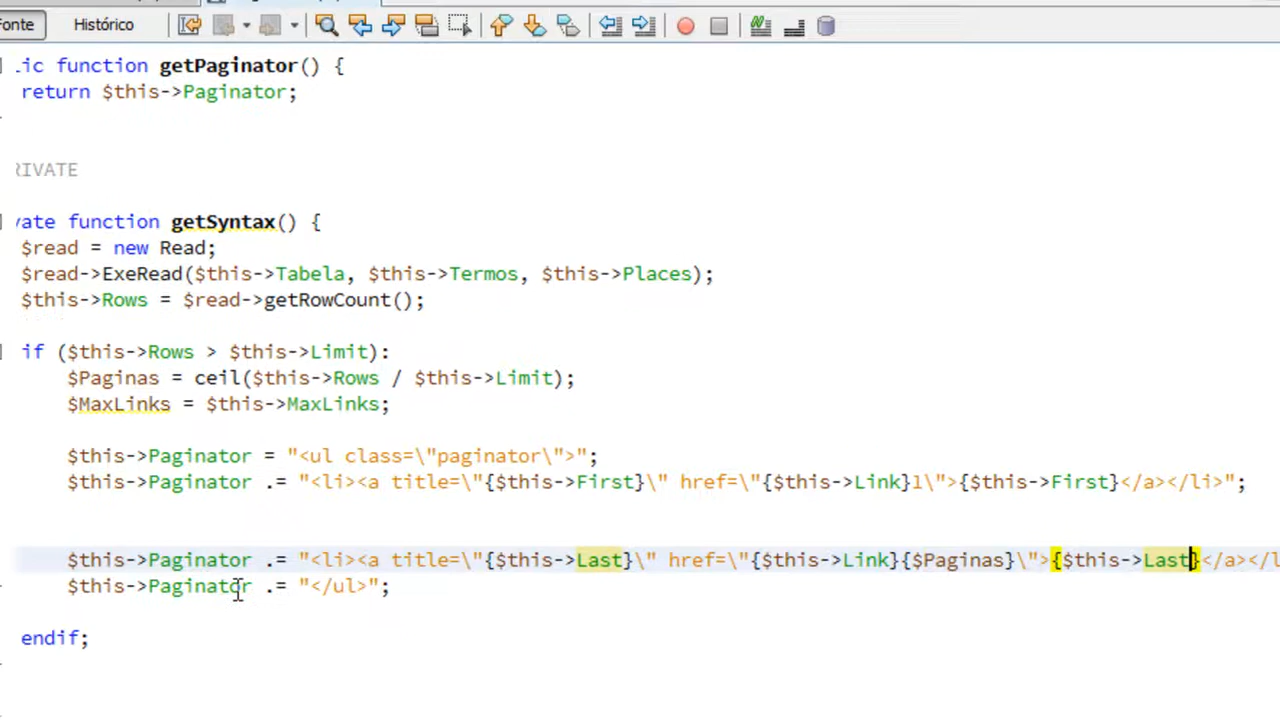 Fonte Histórico
lic function getPaginator() {
return $this->Paginator;
RIVATE
vate function getSyntax() {
$read = new Read;
$read->ExeRead($this->Tabela, $this->Termos, $this->Places);
$this->Rows = $read->getRowCount();
if ($this->Rows > $this->Limit):
$Paginas = ceil($this->Rows / $this->Limit);
$MaxLinks = $this->MaxLinks;
$this->Paginator = "<ul class=\"paginator\">";
$this->Paginator .= "<li><a title=\"{$this->First}\" href=\"{$this->Link}1\">{$this->First}</a></li>";
$this->Paginator .= "<li><a title=\"{$this->Last}\" href=\"{$this->Link}{$Paginas}\">{$this->Last}</a></l
$this->Paginator .= "</ul>";
endif;